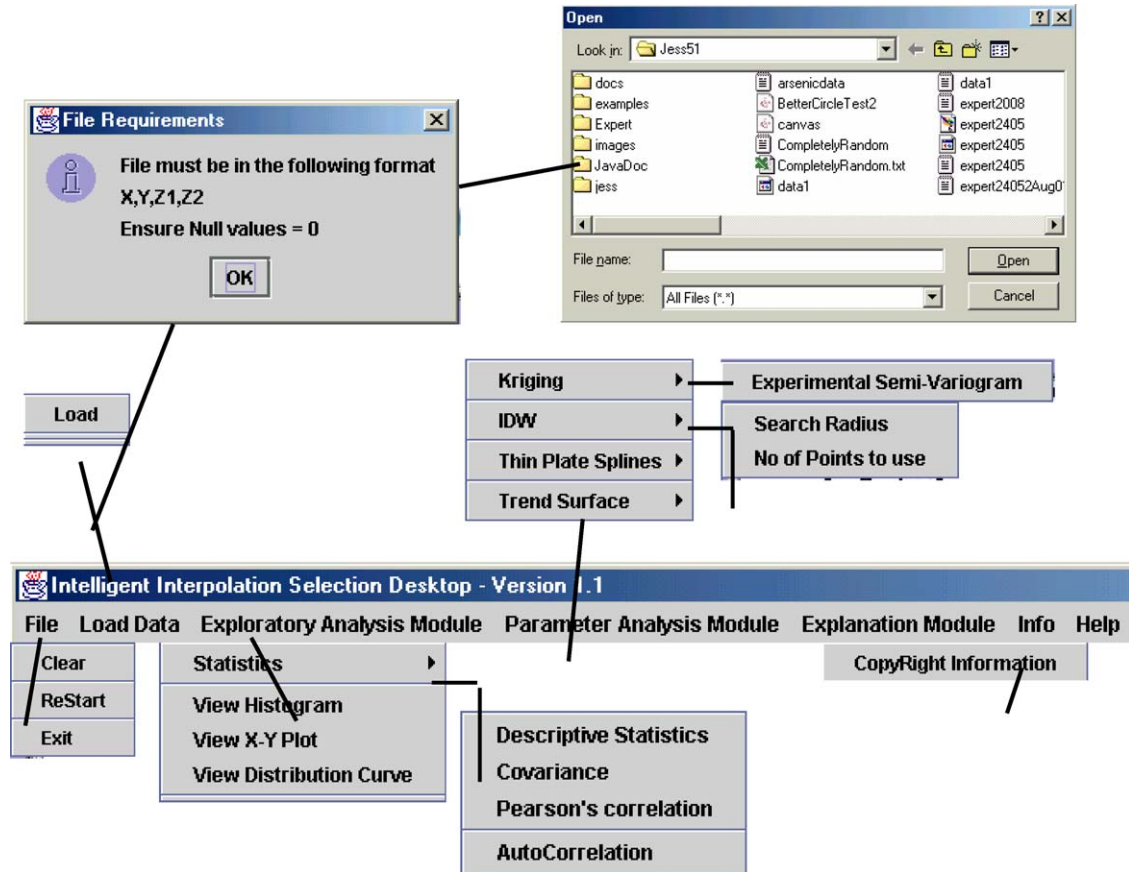 Open
Look in: Jess51
docs
examples
Expert
images
JavaDoc
jess
arsenicdata
BetterCircleTest2
canvas
CompletelyRandom
CompletelyRandom.txt
data1
data1
expert2008
expert2405
expert2405
expert2405
expert24052Aug0
File name:
Open
Files of type: All Files (*.*)
Cancel
File Requirements
File must be in the following format
X,Y,Z1,Z2
Ensure Null values = 0
OK
Load
Kriging
IDW
Thin Plate Splines
Trend Surface
Experimental Semi-Variogram
Search Radius
No of Points to use
Intelligent Interpolation Selection Desktop - Version 1.1
File Load Data Exploratory Analysis Module Parameter Analysis Module Explanation Module Info Help
Clear
ReStart
Exit
Statistics
View Histogram
View X-Y Plot
View Distribution Curve
Descriptive Statistics
Covariance
Pearson's correlation
AutoCorrelation
CopyRight Information